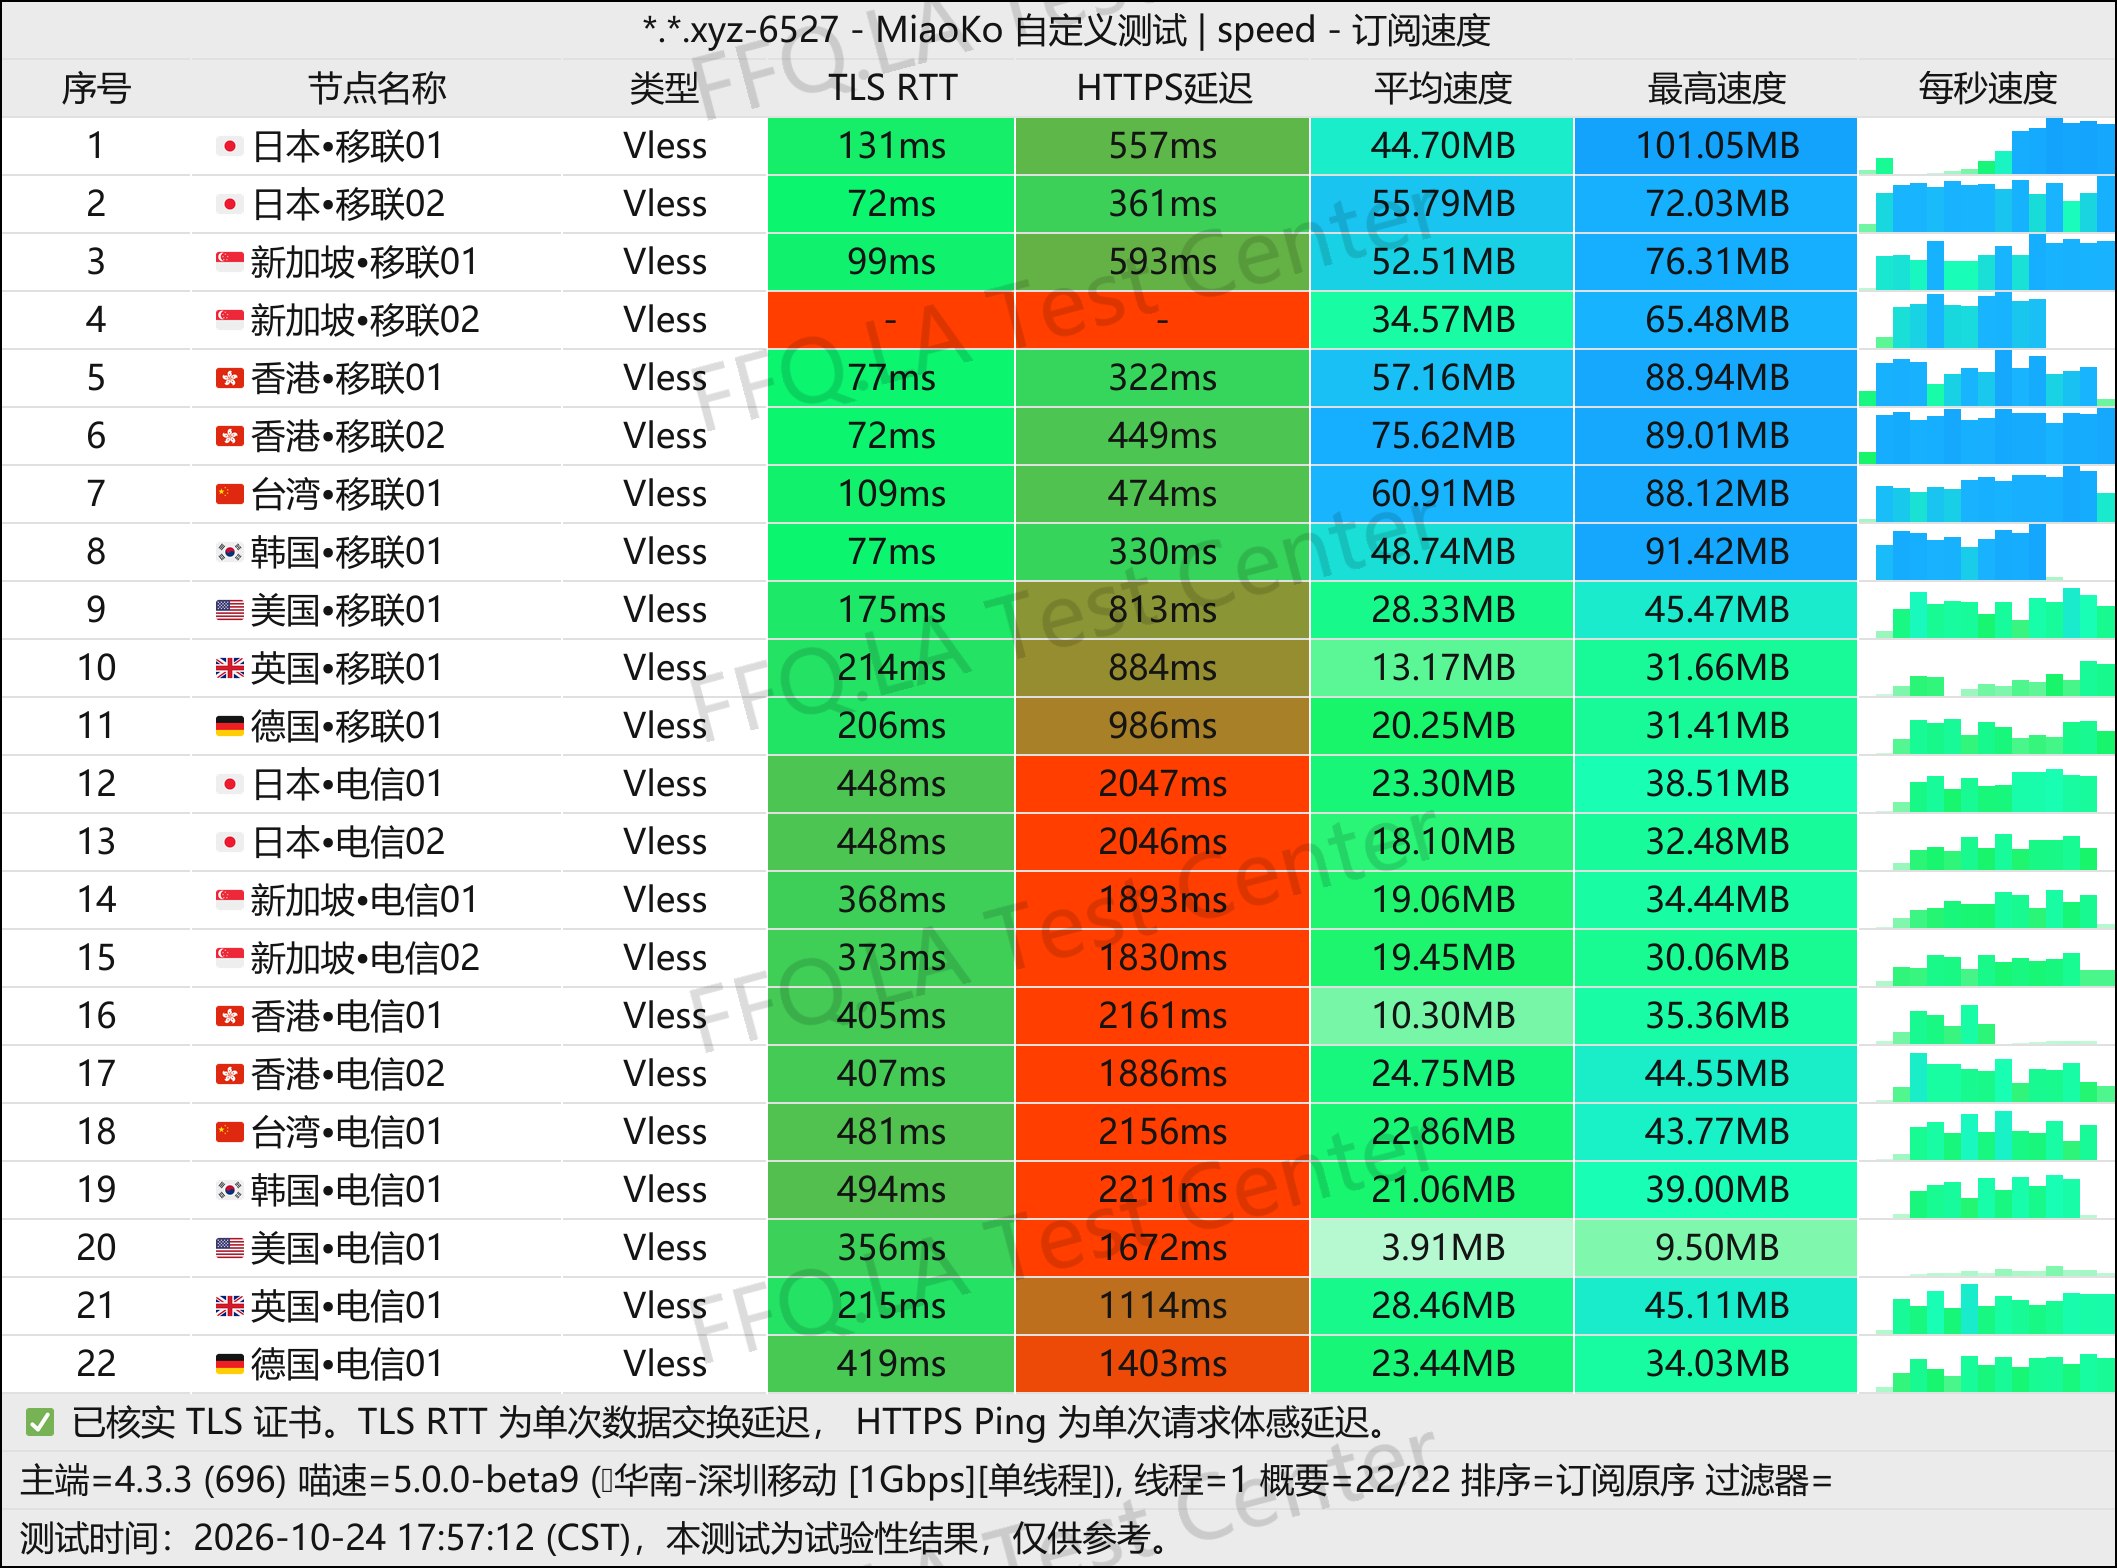 *.*.xyz-6527 - MiaoKo 自定义测试 | speed - 订阅速度
序号 节点名称 类型 TLS RTT HTTPS延迟 平均速度 最高速度 每秒速度
1 日本•移联01 Vless 131ms 557ms 44.70MB 101.05MB
2 日本•移联02 Vless 72ms 361ms 55.79MB 72.03MB
3 新加坡•移联01 Vless 99ms 593ms 52.51MB 76.31MB
4 新加坡•移联02 Vless - - 34.57MB 65.48MB
5 香港•移联01 Vless 77ms 322ms 57.16MB 88.94MB
6 香港•移联02 Vless 72ms 449ms 75.62MB 89.01MB
7 台湾•移联01 Vless 109ms 474ms 60.91MB 88.12MB
8 韩国•移联01 Vless 77ms 330ms 48.74MB 91.42MB
9 美国•移联01 Vless 175ms 813ms 28.33MB 45.47MB
10 英国•移联01 Vless 214ms 884ms 13.17MB 31.66MB
11 德国•移联01 Vless 206ms 986ms 20.25MB 31.41MB
12 日本•电信01 Vless 448ms 2047ms 23.30MB 38.51MB
13 日本•电信02 Vless 448ms 2046ms 18.10MB 32.48MB
14 新加坡•电信01 Vless 368ms 1893ms 19.06MB 34.44MB
15 新加坡•电信02 Vless 373ms 1830ms 19.45MB 30.06MB
16 香港•电信01 Vless 405ms 2161ms 10.30MB 35.36MB
17 香港•电信02 Vless 407ms 1886ms 24.75MB 44.55MB
18 台湾•电信01 Vless 481ms 2156ms 22.86MB 43.77MB
19 韩国•电信01 Vless 494ms 2211ms 21.06MB 39.00MB
20 美国•电信01 Vless 356ms 1672ms 3.91MB 9.50MB
21 英国•电信01 Vless 215ms 1114ms 28.46MB 45.11MB
22 德国•电信01 Vless 419ms 1403ms 23.44MB 34.03MB
✅ 已核实 TLS 证书。TLS RTT 为单次数据交换延迟， HTTPS Ping 为单次请求体感延迟。
主端=4.3.3 (696) 喵速=5.0.0-beta9 (华南-深圳移动 [1Gbps][单线程]), 线程=1 概要=22/22 排序=订阅原序 过滤器=
测试时间：2026-10-24 17:57:12 (CST)，本测试为试验性结果，仅供参考。
FFQ.LA Test Center
FFQ.LA Test Center
FFQ.LA Test Center
FFQ.LA Test Center
FFQ.LA Test Center